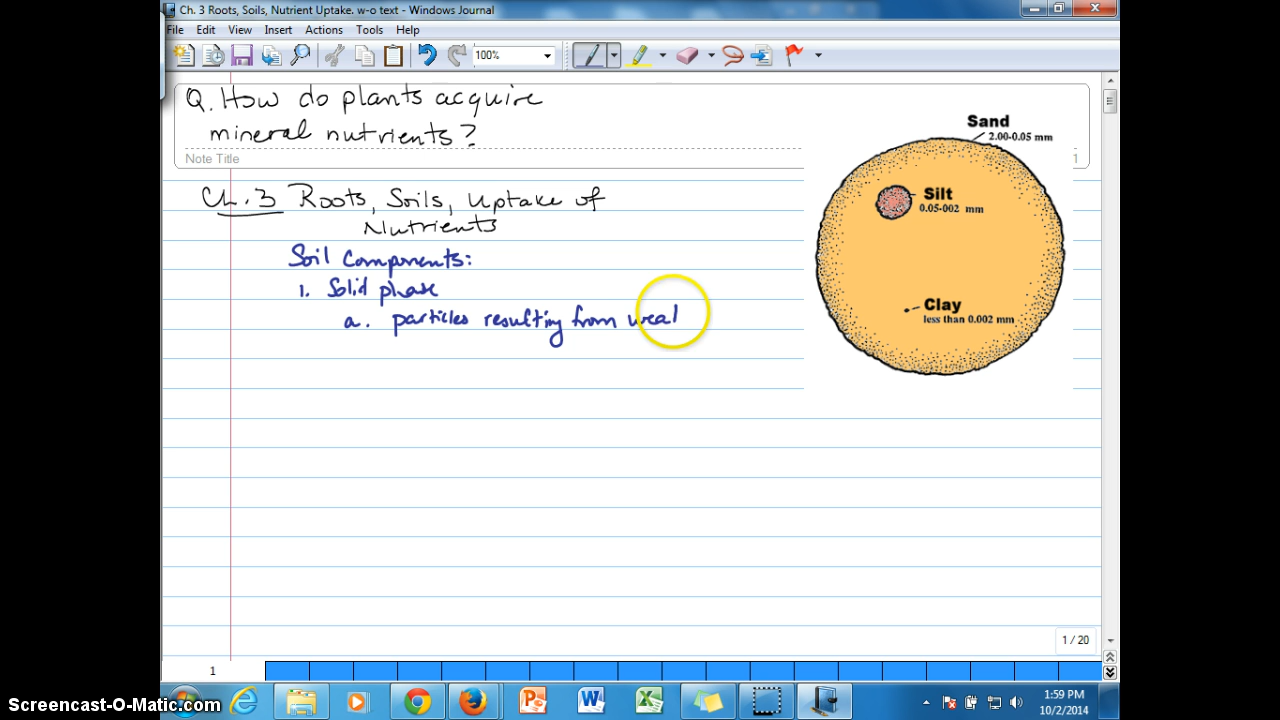 Ch. 3 Roots, Soils, Nutrient Uptake. w-o text - Windows Journal
File Edit View Insert Actions Tools Help
100%
Q. How do plants acquire
mineral nutrients?
Note Title
1
Ch. 3 Roots, Soils, Uptake of
Nutrients
Soil Components:
1. Solid phase
a. particles resulting from weat
Sand
2.00-0.05 mm
Silt
0.05-002 mm
Clay
less than 0.002 mm
1 / 20
1
1:59 PM
10/2/2014
Screencast-O-Matic.com